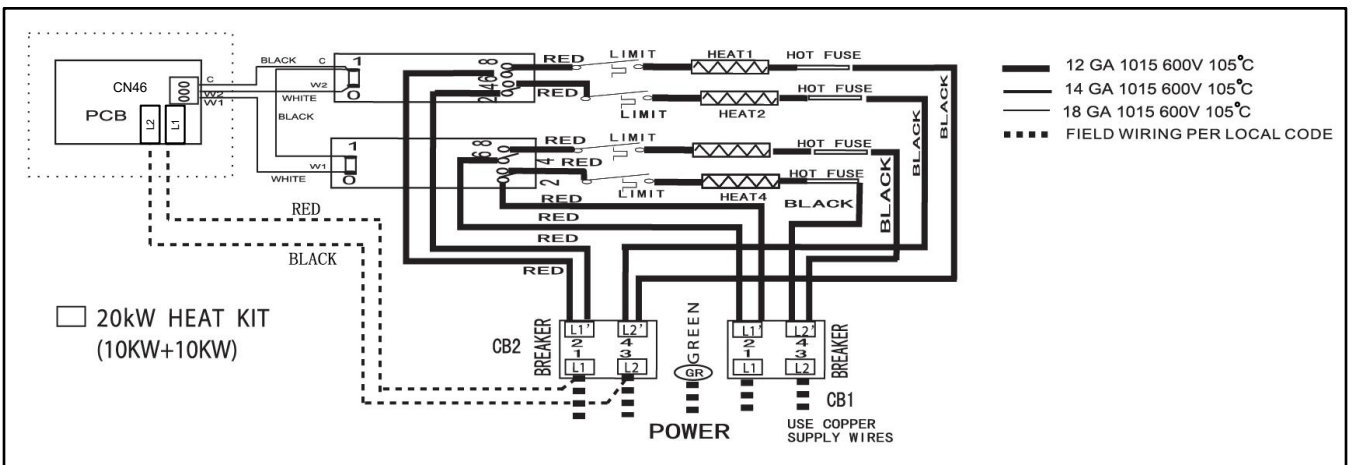 CN46
PCB
L2
L1
C
W2
W1
BLACK
C
W2
WHITE
BLACK
W1
WHITE
1
0
2 4 6 8
1
0
6 8
2 4
RED
LIMIT
HEAT1
HOT FUSE
BLACK
RED
LIMIT
HEAT2
HOT FUSE
BLACK
RED
LIMIT
HOT FUSE
BLACK
RED
LIMIT
HEAT4
HOT FUSE
BLACK
RED
RED
RED
RED
RED
BLACK
12 GA 1015 600V 105°C
14 GA 1015 600V 105°C
18 GA 1015 600V 105°C
FIELD WIRING PER LOCAL CODE
20kW HEAT KIT
(10KW+10KW)
CB2
BREAKER
L1' L2'
2 4
1 3
L1 L2
GREEN
GR
L1' L2'
2 4
1 3
L1 L2
BREAKER
CB1
POWER
USE COPPER
SUPPLY WIRES